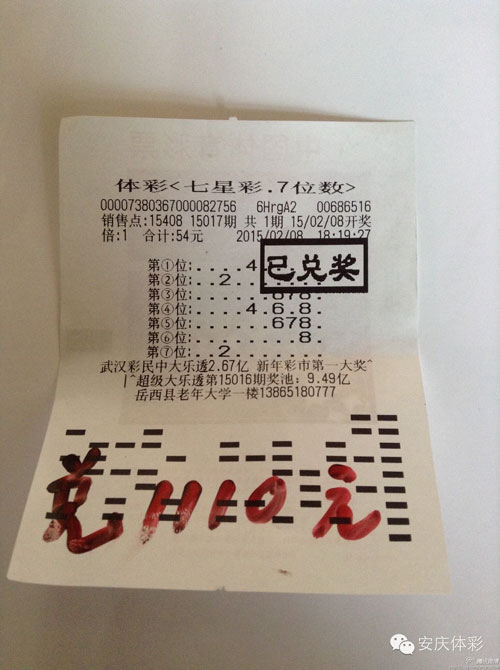 体彩<七星彩.7位数>
00007380367000082756 6HrgA2 00686516
销售点:15408 15017期 共1期 15/02/08开奖
倍:1 合计:54元 2015/02/08 18:19:27
已兑奖
第①位:....4.
第②位:..2....
第③位:......678.
第④位:....4.6.8.
第⑤位:......678.
第⑥位:........8.
第⑦位:..2.......
武汉彩民中大乐透2.67亿 新年彩市第一大奖^
|^超级大乐透第15016期奖池：9.49亿
岳西县老年大学一楼13865180777
兑 10元
安庆体彩